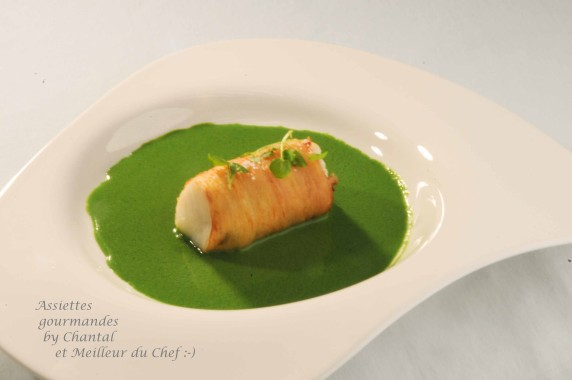 Assiettes
gourmandes
by Chantal
et Meilleur du Chef :-)